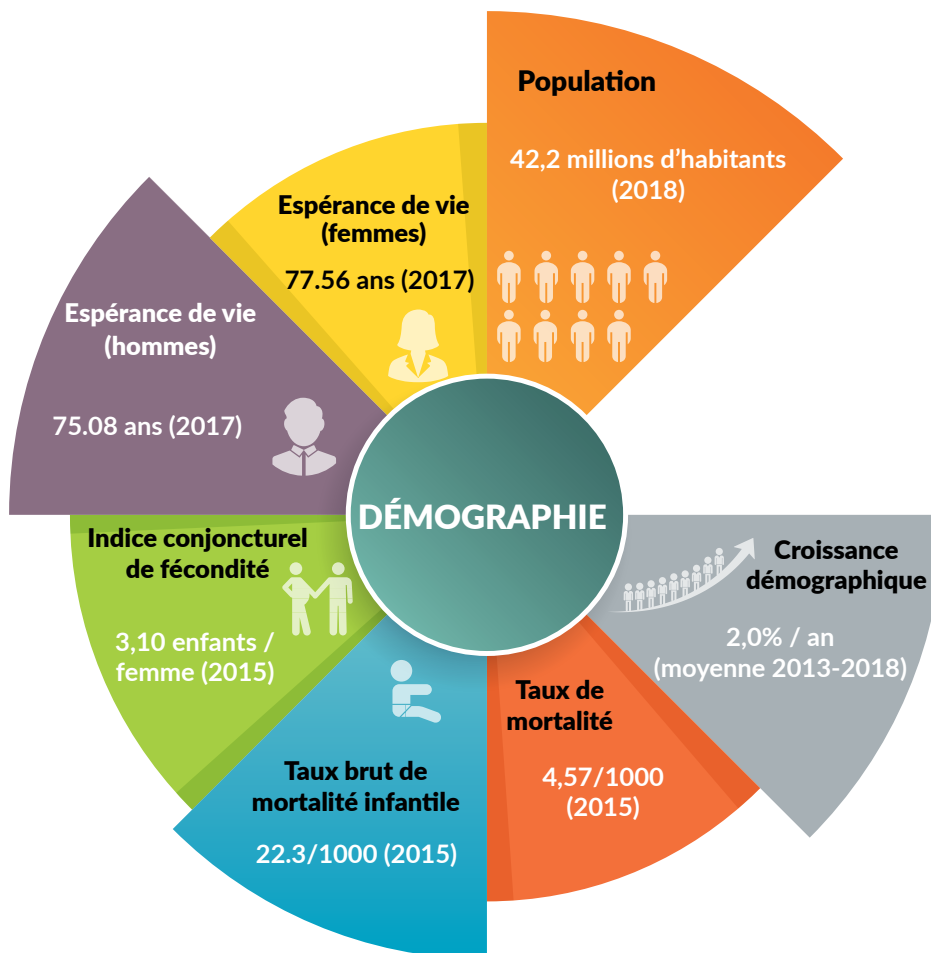 Population
42,2 millions d'habitants
(2018)
Espérance de vie
(femmes)
77.56 ans (2017)
Espérance de vie
(hommes)
75.08 ans (2017)
DÉMOGRAPHIE
Indice conjoncturel
de fécondité
3,10 enfants /
femme (2015)
Croissance
démographique
2,0% / an
(moyenne 2013-2018)
Taux de
mortalité
4,57/1000
(2015)
Taux brut de
mortalité infantile
22.3/1000 (2015)